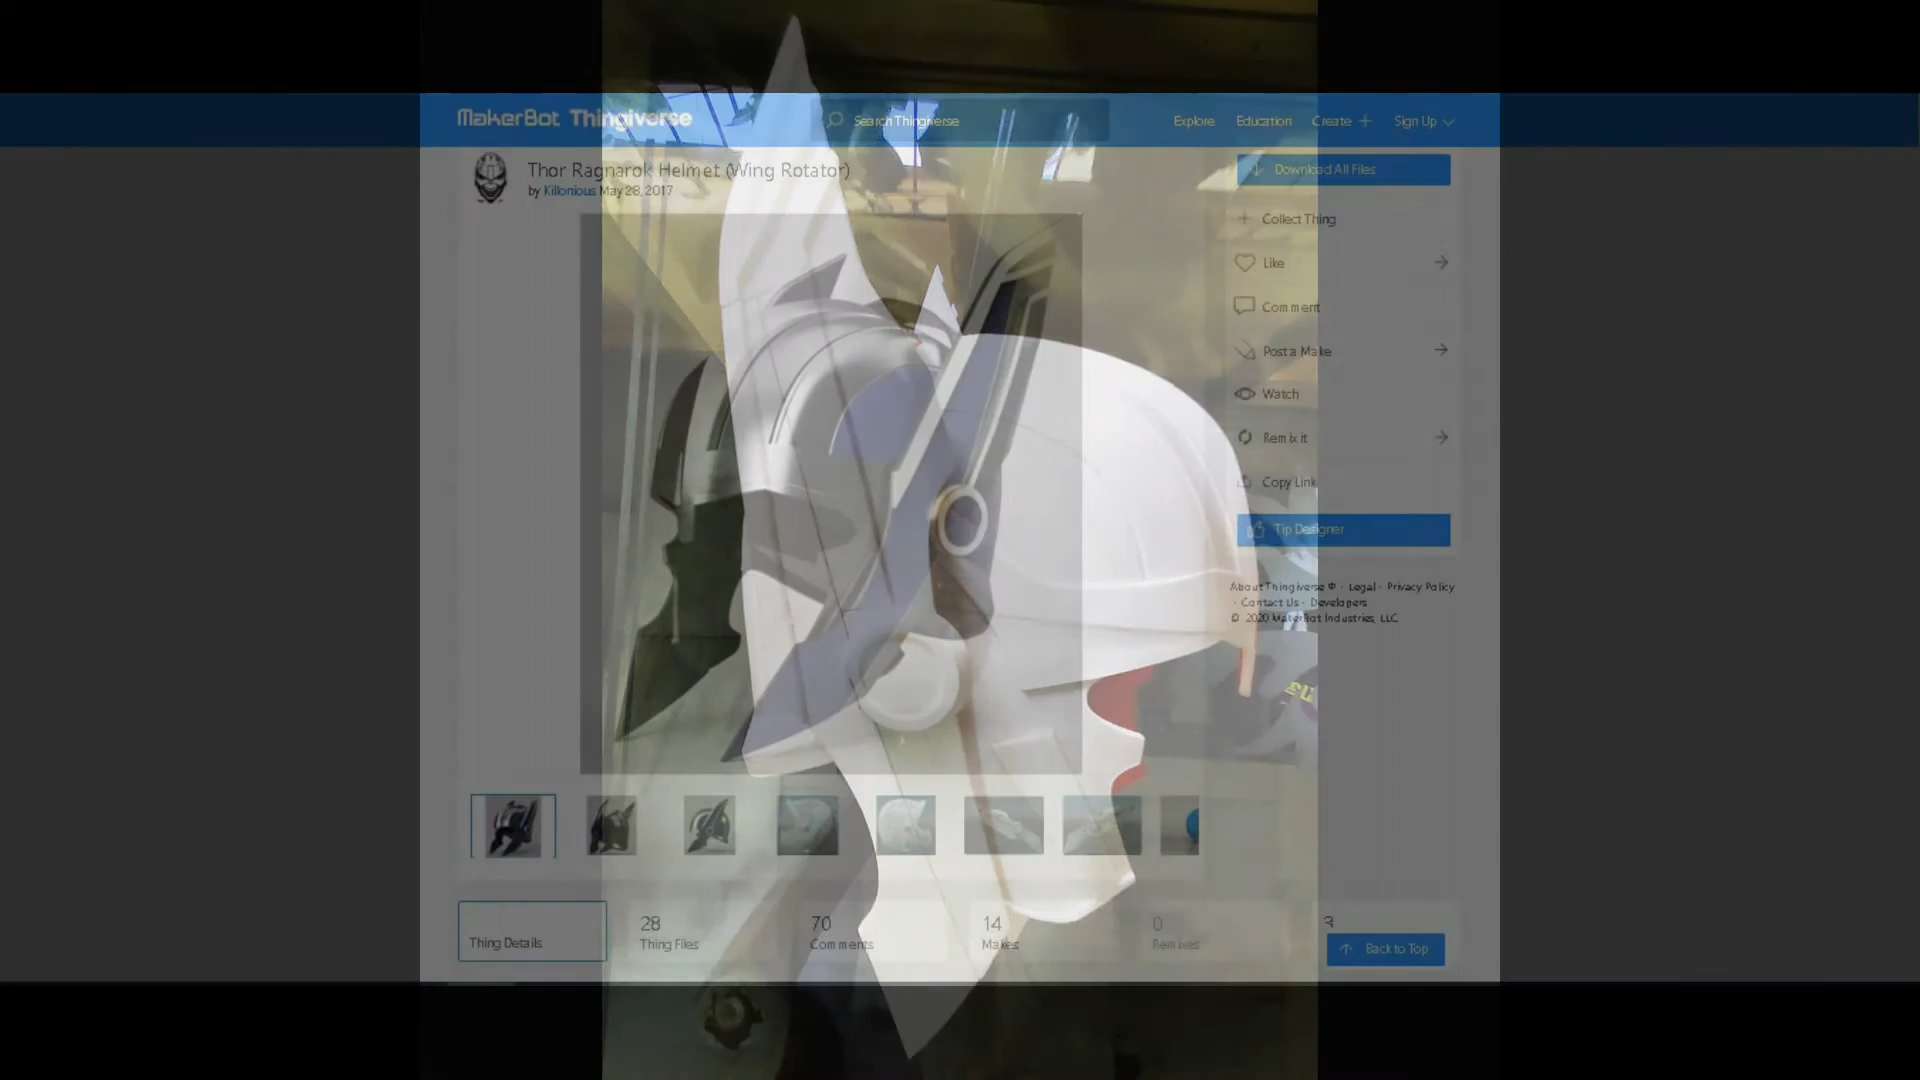 MakerBot Thingiverse
Search Thingiverse
Explore
Education
Create
Sign Up
Thor Ragnarok Helmet (Wing Rotator)
by Killonious May 28, 2017
Download All Files
Collect Thing
Like
Comment
Post a Make
Watch
Remix it
Copy Link
Tip Designer
About Thingiverse ® · Legal · Privacy Policy
· Contact Us · Developers
© 2020 MakerBot Industries, LLC
Thing Details
28
Thing Files
70
Comments
14
Makes
0
Remixes
3
Back to Top